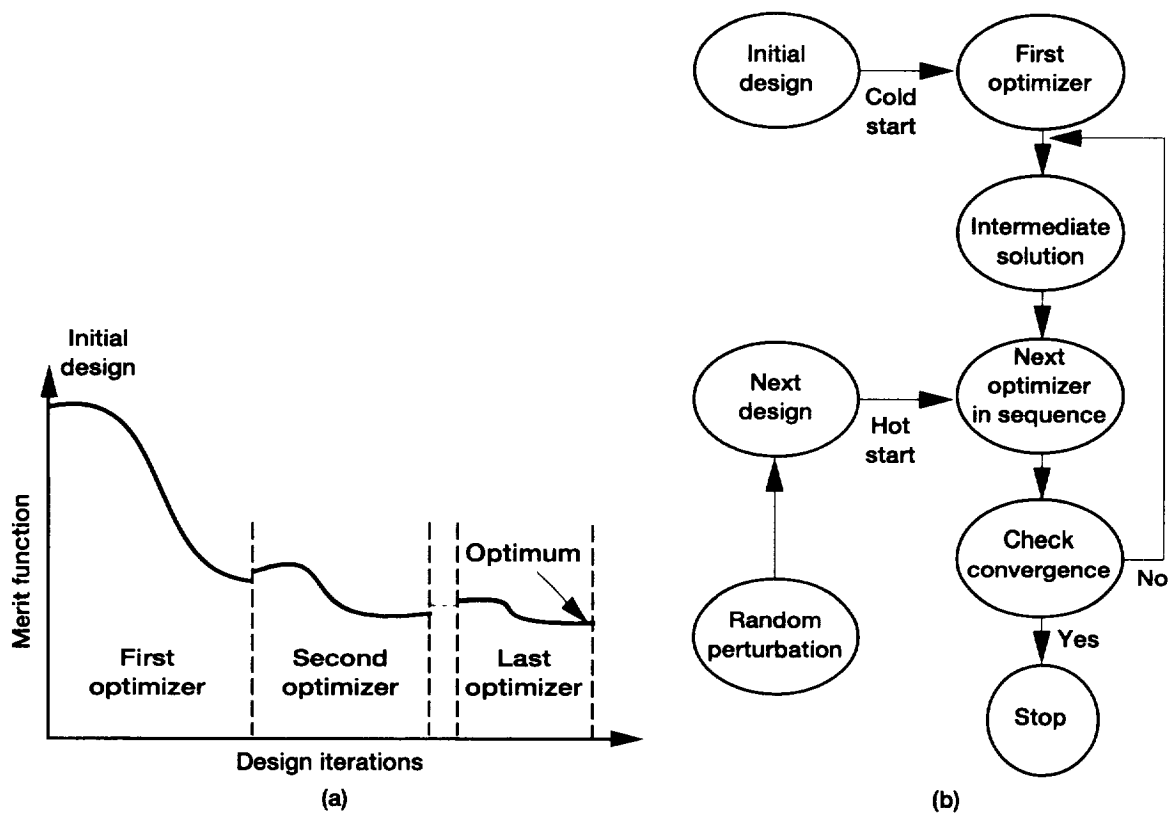 Initial
design
Merit function
Optimum
First
optimizer
Second
optimizer
Last
optimizer
Design iterations
(a)
Initial
design
Cold
start
First
optimizer
Intermediate
solution
Next
design
Hot
start
Next
optimizer
in sequence
Random
perturbation
Check
convergence
No
Yes
Stop
(b)